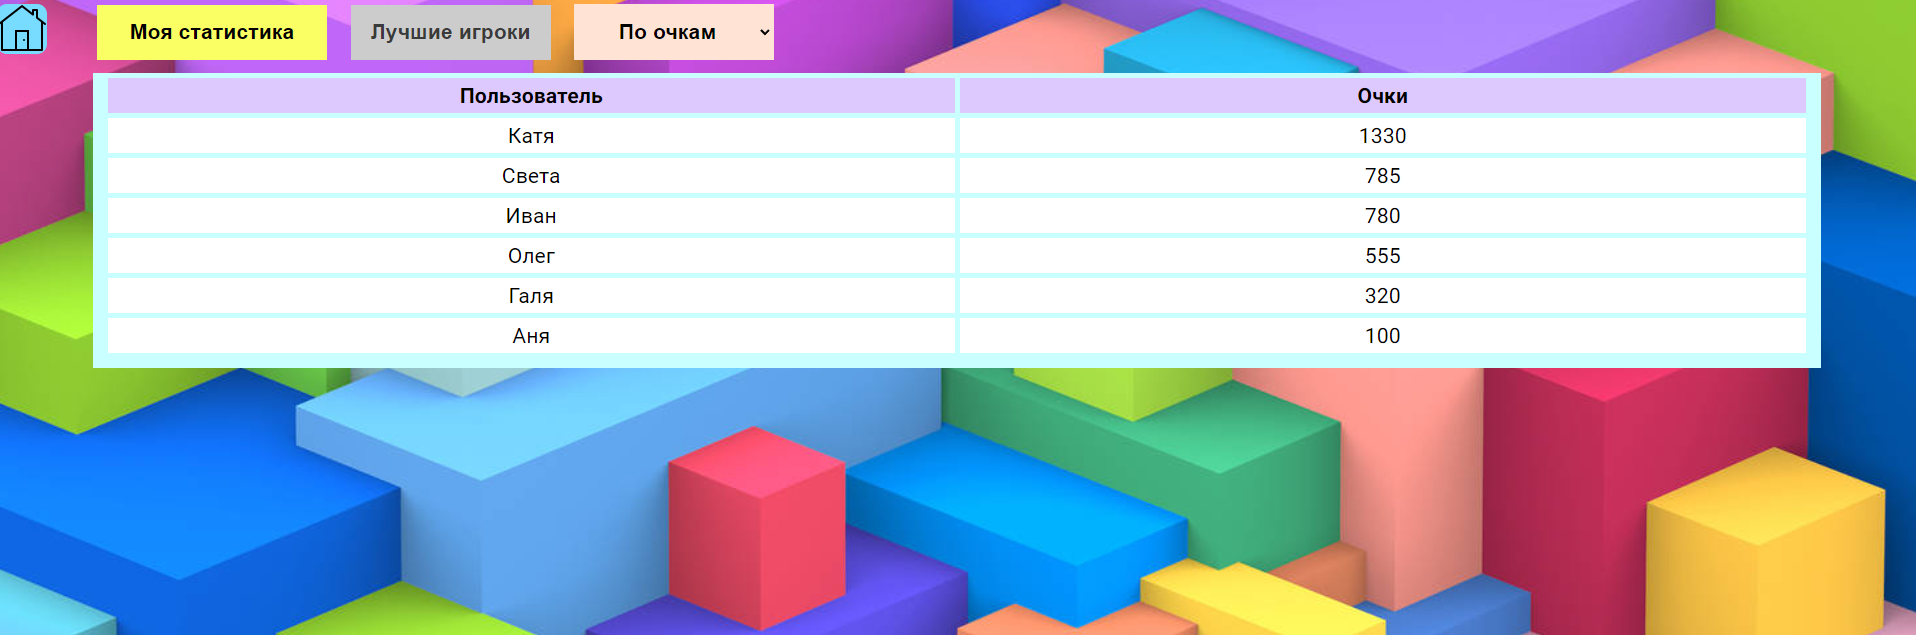 Моя статистика Лучшие игроки По очкам
Пользователь Очки
Катя 1330
Света 785
Иван 780
Олег 555
Галя 320
Аня 100